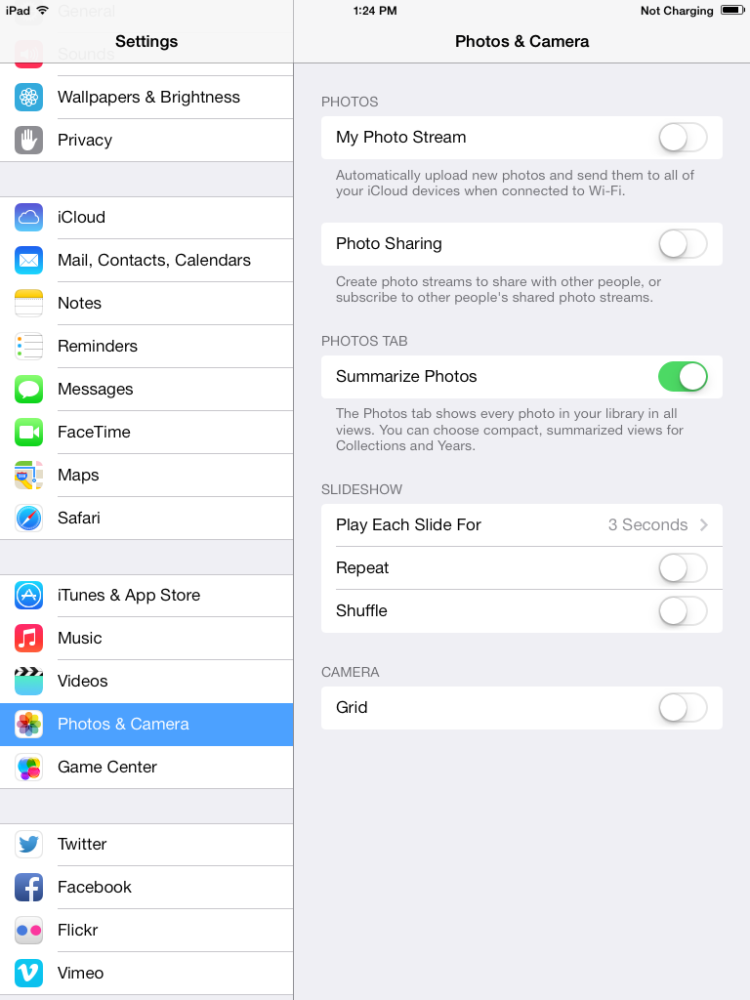 iPad
1:24 PM
Not Charging
General
Settings
Sounds
Wallpapers & Brightness
Privacy
iCloud
Mail, Contacts, Calendars
Notes
Reminders
Messages
FaceTime
Maps
Safari
iTunes & App Store
Music
Videos
Photos & Camera
Game Center
Twitter
Facebook
Flickr
Vimeo
Photos & Camera
PHOTOS
My Photo Stream
Automatically upload new photos and send them to all of
your iCloud devices when connected to Wi-Fi.
Photo Sharing
Create photo streams to share with other people, or
subscribe to other people's shared photo streams.
PHOTOS TAB
Summarize Photos
The Photos tab shows every photo in your library in all
views. You can choose compact, summarized views for
Collections and Years.
SLIDESHOW
Play Each Slide For 3 Seconds
Repeat
Shuffle
CAMERA
Grid